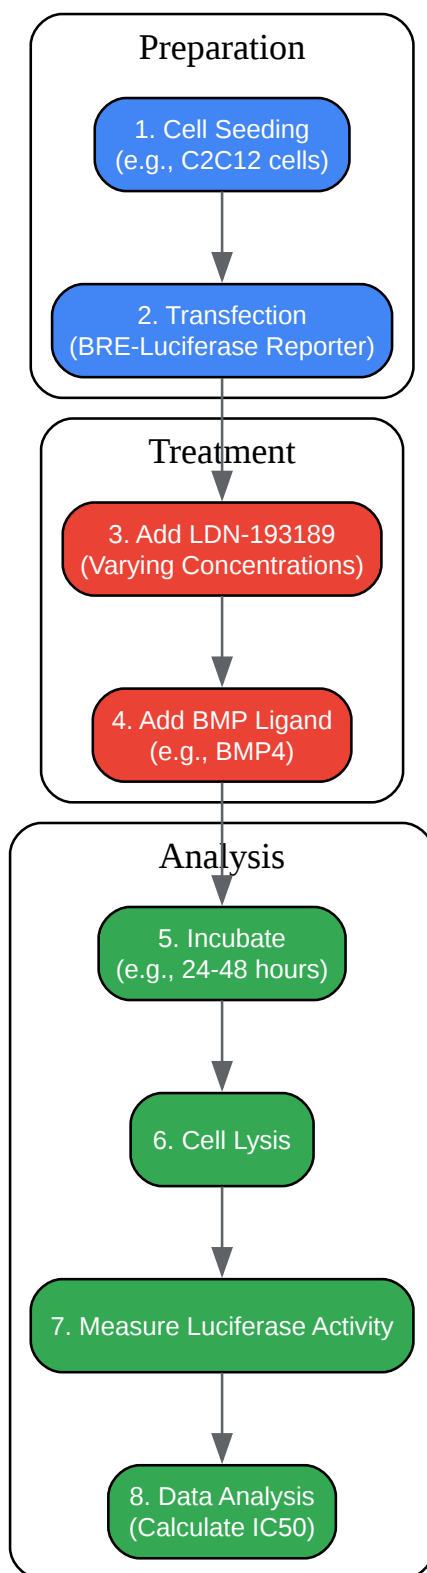 Preparation
1. Cell Seeding
(e.g., C2C12 cells)
2. Transfection
(BRE-Luciferase Reporter)
Treatment
3. Add LDN-193189
(Varying Concentrations)
4. Add BMP Ligand
(e.g., BMP4)
Analysis
5. Incubate
(e.g., 24-48 hours)
6. Cell Lysis
7. Measure Luciferase Activity
8. Data Analysis
(Calculate IC50)